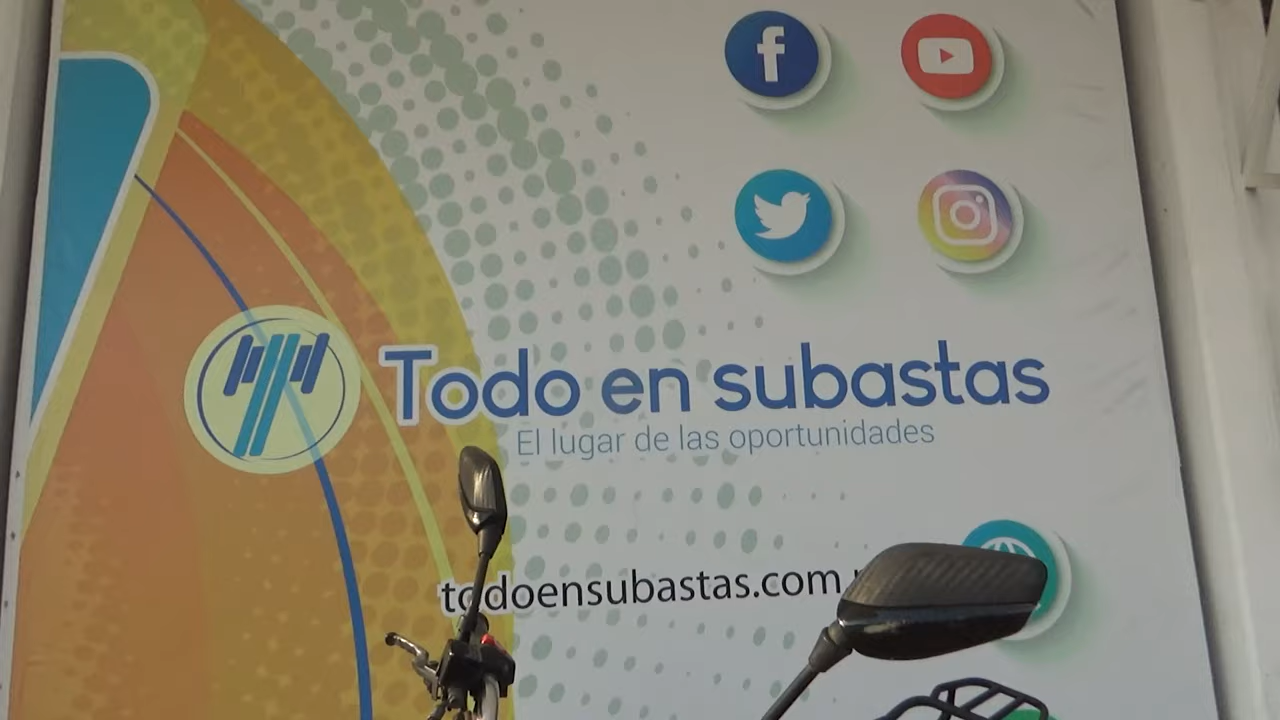 Todo en subastas
El lugar de las oportunidades
todoensubastas.com.